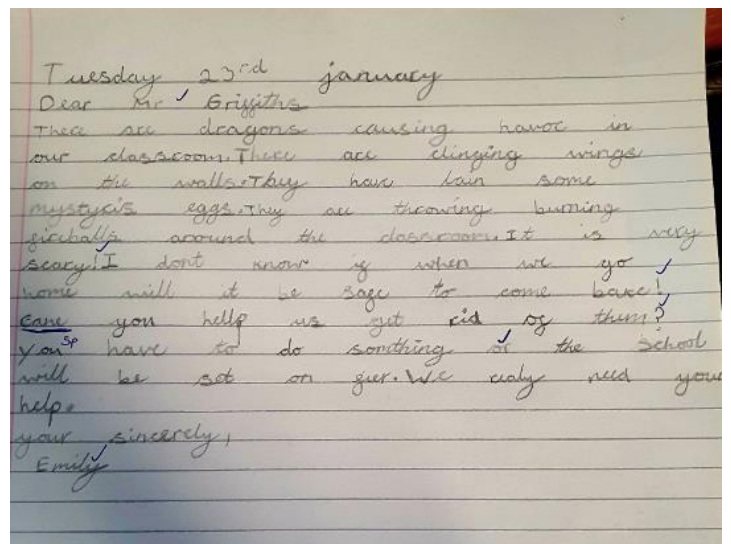 Tuesday 23rd january
Dear Mr Griffiths
There are dragons causing havoc in
our classroom. There are clinging wings
on the walls. They have lain some
mystyris eggs. They are throwing burning
fireballs around the classroom. It is very
scary! I dont know if when we go
home will it be safe to come bake!
cane you hellp us get rid of them?
you Sp have to do somthing or the School
will be set on fier. We realy need your
help.
your sincerely,
Emily